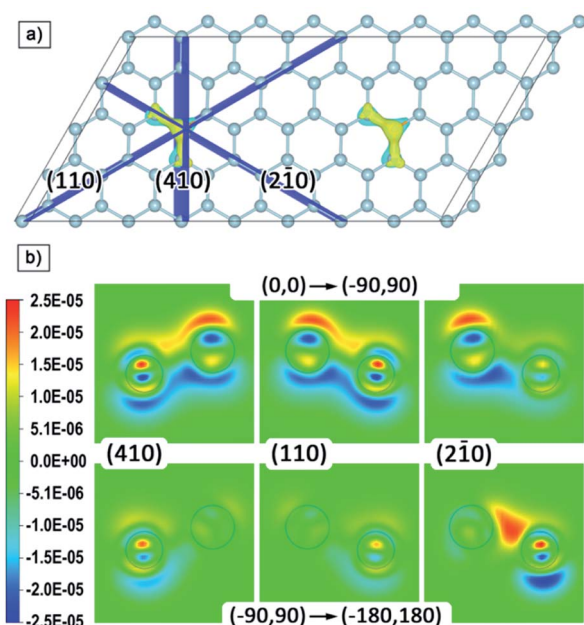 a)
(110) (410) (2̅10)
b)
(0,0)→(-90,90)
2.5E-05
2.0E-05
1.5E-05
1.0E-05
5.1E-06
0.0E+00
-5.1E-06
-1.0E-05
-1.5E-05
-2.0E-05
-2.5E-05
(410) (110) (21̅0)
(-90,90)→(-180,180)